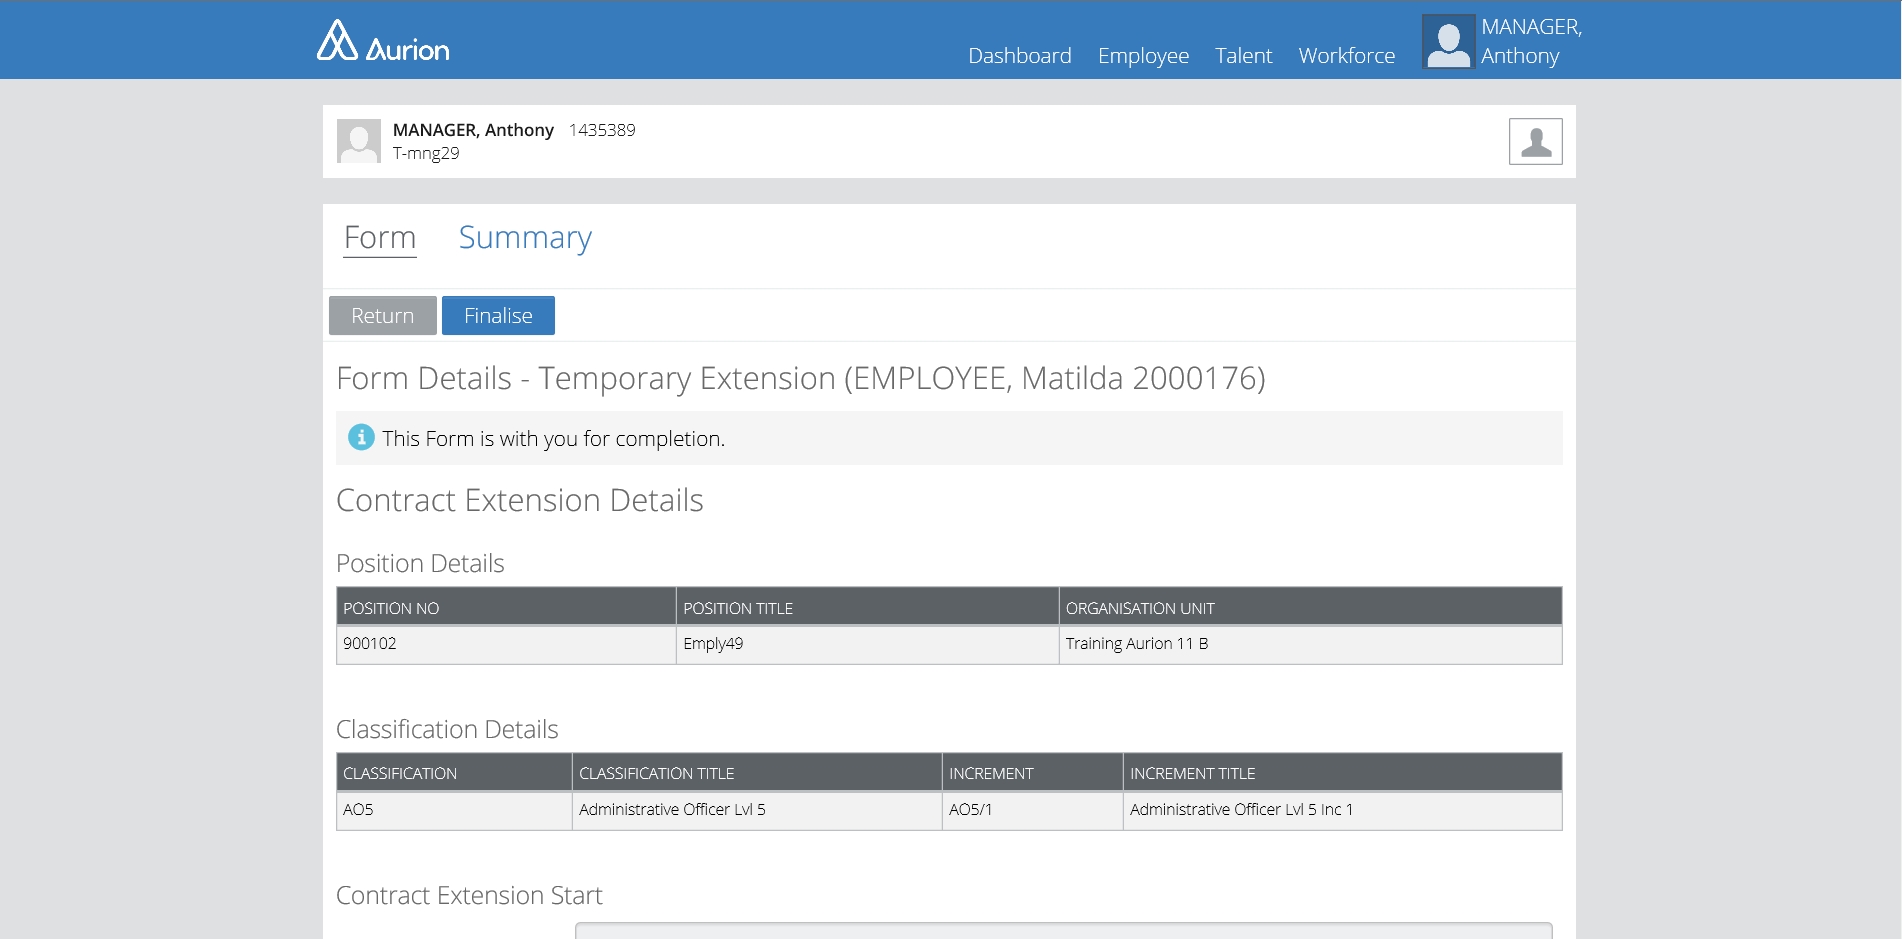 Aurion
Dashboard Employee Talent Workforce MANAGER,
Anthony
MANAGER, Anthony 1435389
T-mng29
Form Summary
Return Finalise
Form Details - Temporary Extension (EMPLOYEE, Matilda 2000176)
This Form is with you for completion.
Contract Extension Details
Position Details
POSITION NO POSITION TITLE ORGANISATION UNIT
900102 Emply49 Training Aurion 11 B
Classification Details
CLASSIFICATION CLASSIFICATION TITLE INCREMENT INCREMENT TITLE
AO5 Administrative Officer Lvl 5 AO5/1 Administrative Officer Lvl 5 Inc 1
Contract Extension Start